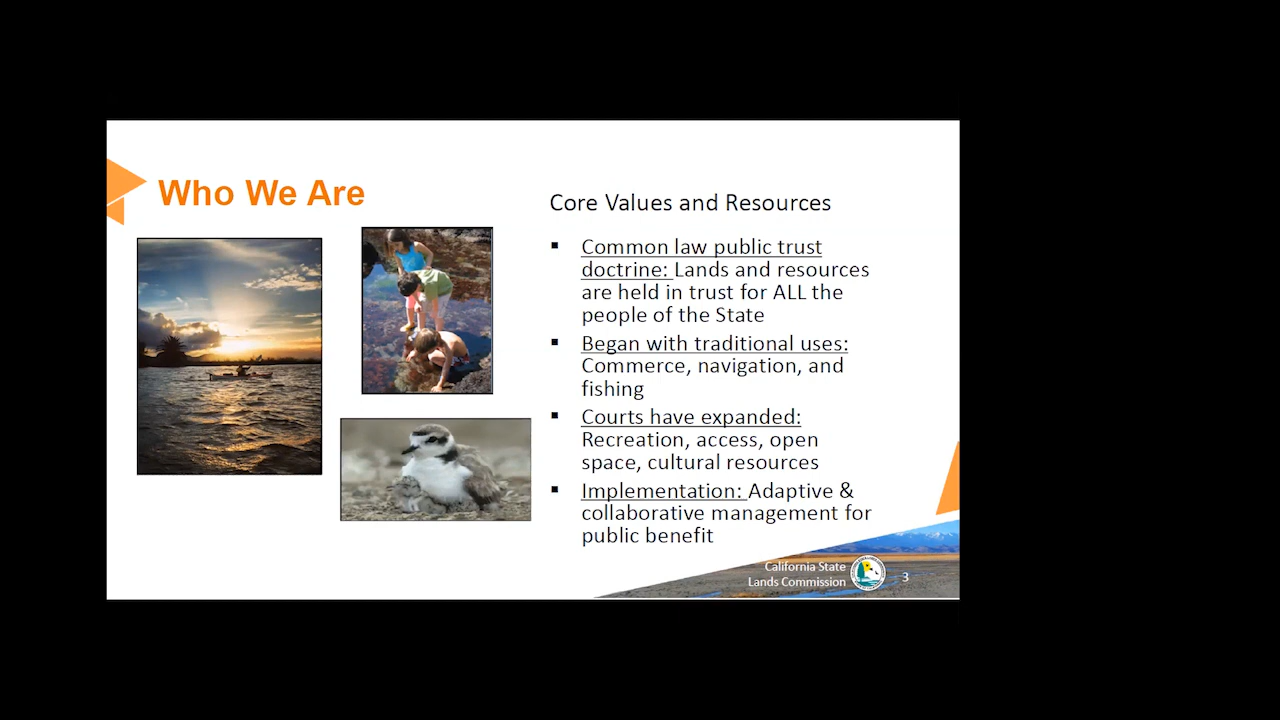 Who We Are
Core Values and Resources
▪ Common law public trust
doctrine: Lands and resources
are held in trust for ALL the
people of the State
▪ Began with traditional uses:
Commerce, navigation, and
fishing
▪ Courts have expanded:
Recreation, access, open
space, cultural resources
▪ Implementation: Adaptive &
collaborative management for
public benefit
California State
Lands Commission
3